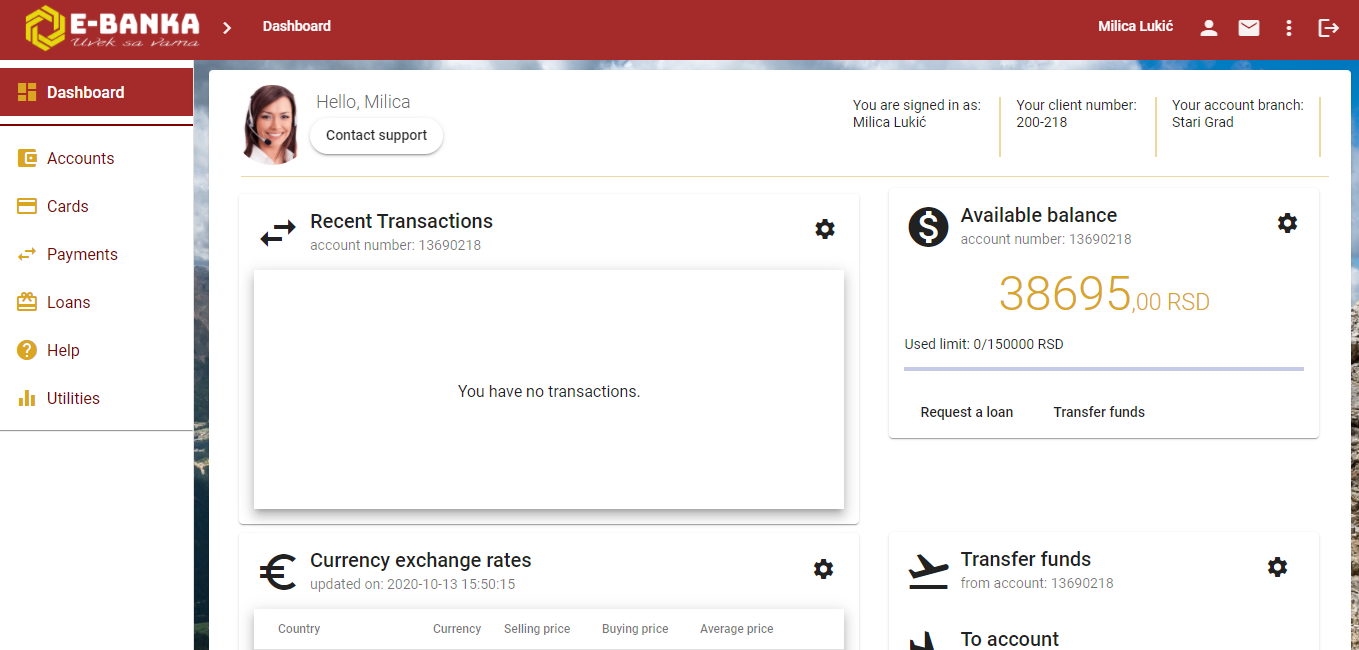 E-BANKA
Uvek sa vama
Dashboard
Milica Lukić
Dashboard
Accounts
Cards
Payments
Loans
Help
Utilities
Hello, Milica
Contact support
You are signed in as:
Milica Lukić
Your client number:
200-218
Your account branch:
Stari Grad
Recent Transactions
account number: 13690218
You have no transactions.
Available balance
account number: 13690218
38695,00 RSD
Used limit: 0/150000 RSD
Request a loan Transfer funds
Currency exchange rates
updated on: 2020-10-13 15:50:15
Country Currency Selling price Buying price Average price
Transfer funds
from account: 13690218
To account